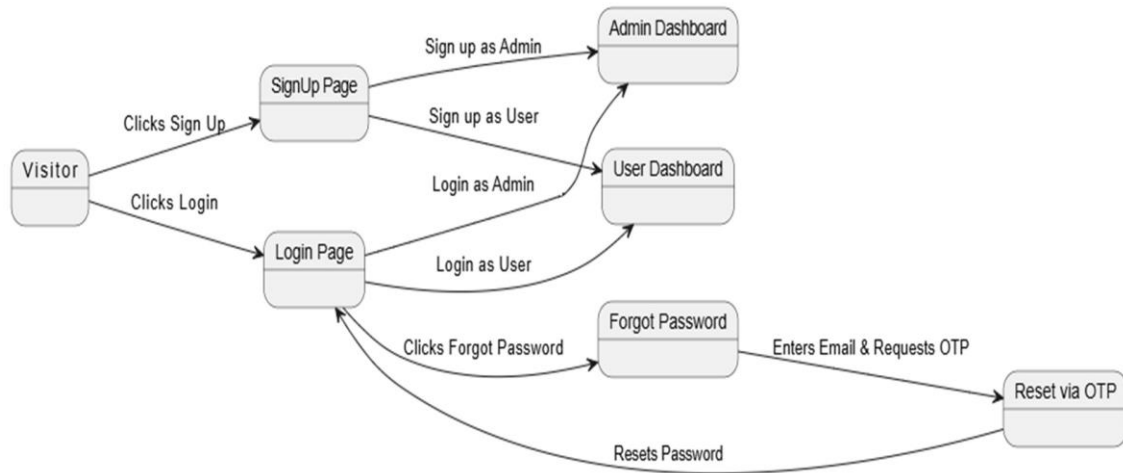 Admin Dashboard
Sign up as Admin
SignUp Page
Sign up as User
Clicks Sign Up
Visitor
User Dashboard
Login as Admin
Clicks Login
Login Page
Login as User
Forgot Password
Clicks Forgot Password
Enters Email & Requests OTP
Reset via OTP
Resets Password